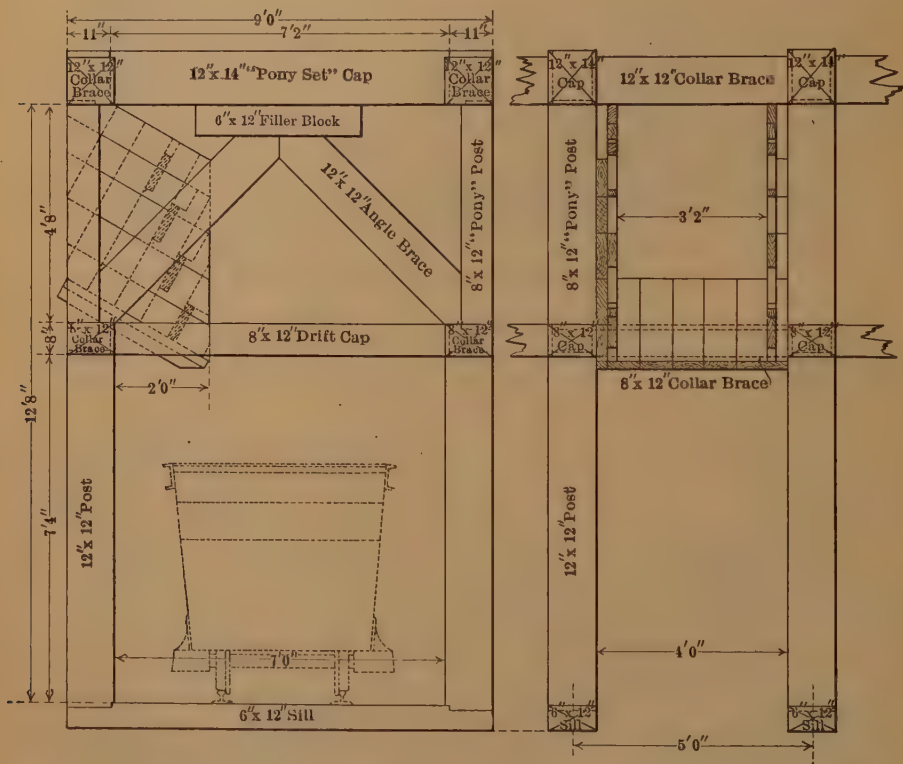 9'0"
11" 7'2" 11"
12"x 12"
Collar
Brace
12"x 14" "Pony Set" Cap
12"x 12"
Collar
Brace
6"x 12" Filler Block
12"x 12" Angle Brace
8"x 12" "Pony" Post
4'8"
8"
8"x 12"
Collar
Brace
8"x 12" Drift Cap
8"x 12"
Collar
Brace
2'0"
12'8"
7'4"
12"x 12" Post
7'0"
6"x 12" Sill
12"x 14"
Cap
12"x 12" Collar Brace
12"x 14"
Cap
8"x 12" "Pony" Post
3'2"
8"x 12"
Cap
8"x 12"
Cap
8"x 12" Collar Brace
12"x 12" Post
4'0"
6"x 12"
Sill
6"x 12"
Sill
5'0"